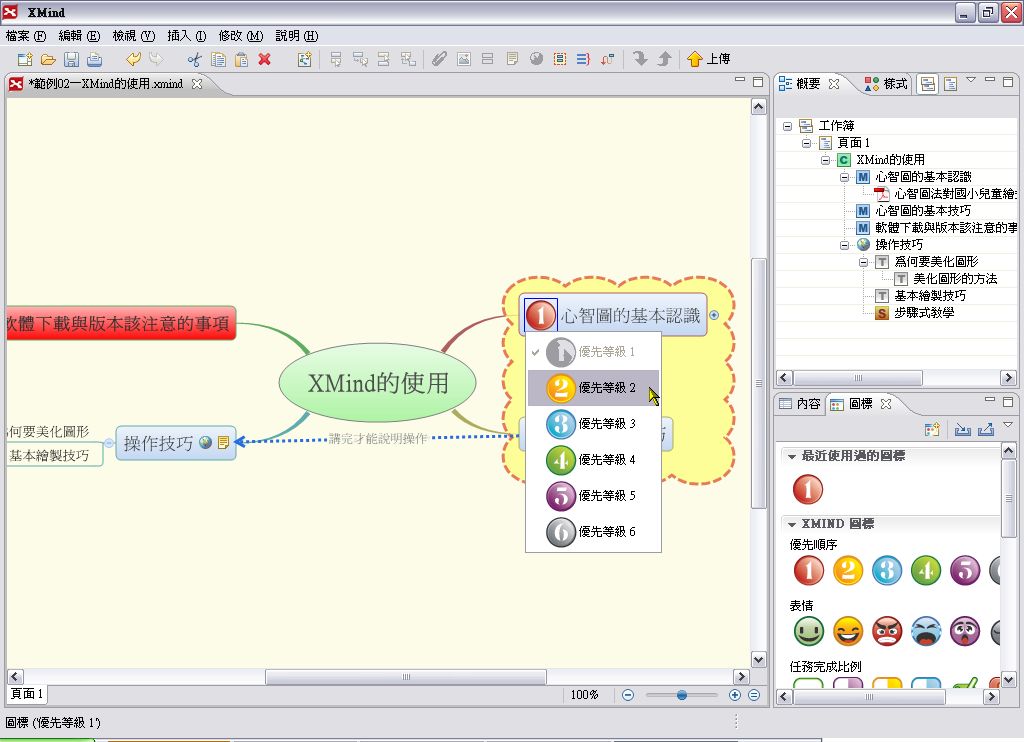 XMind
檔案 (F) 編輯 (E) 檢視 (V) 插入 (I) 修改 (M) 說明 (H)
上傳
*範例02一XMind的使用.xmind
軟體下載與版本該注意的事項
XMind的使用
心智圖的基本認識
為何要美化圖形
基本繪製技巧
操作技巧
講完才能說明操作
優先等級 1
優先等級 2
優先等級 3
優先等級 4
優先等級 5
優先等級 6
頁面 1
100%
圖標 ('優先等級 1')
概要
樣式
工作簿
頁面 1
XMind的使用
心智圖的基本認識
心智圖法對國小兒童繪
心智圖的基本技巧
軟體下載與版本該注意的事
操作技巧
為何要美化圖形
美化圖形的方法
基本繪製技巧
步驟式教學
內容
圖標
最近使用過的圖標
1
XMIND 圖標
優先順序
1 2 3 4 5
表情
任務完成比例